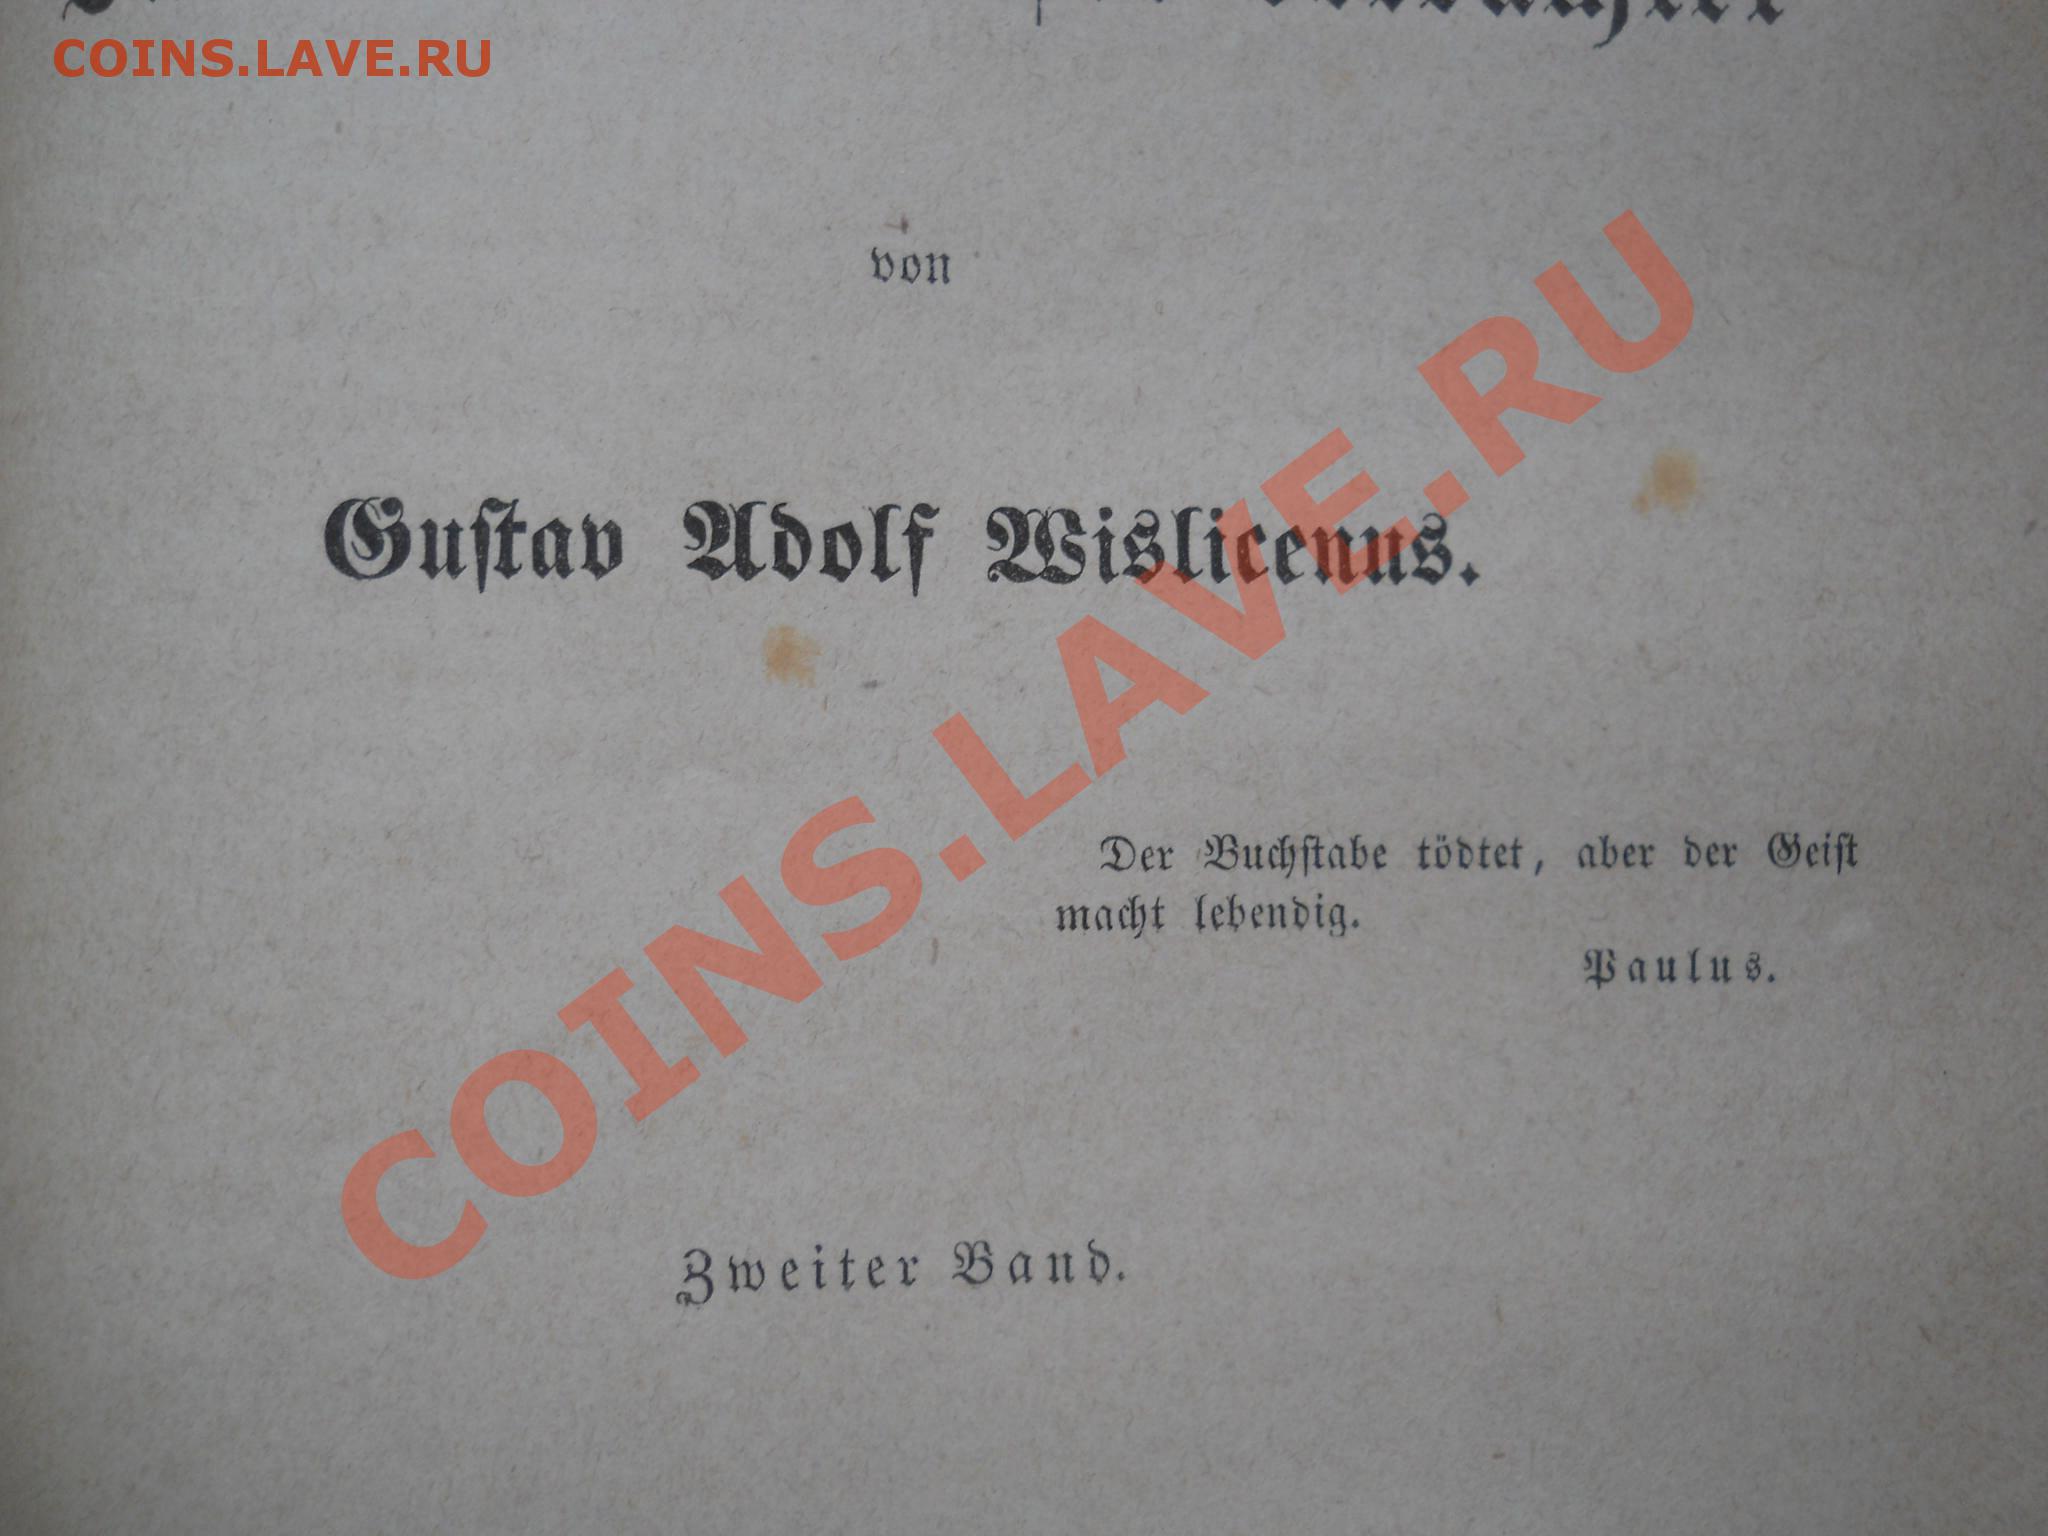 COINS.LAVE.RU
von
Gustav Adolf Wislicenus.
Der Buchstabe tödtet, aber der Geist
macht lebendig.
Paulus.
Zweiter Band.
COINS.LAVE.RU